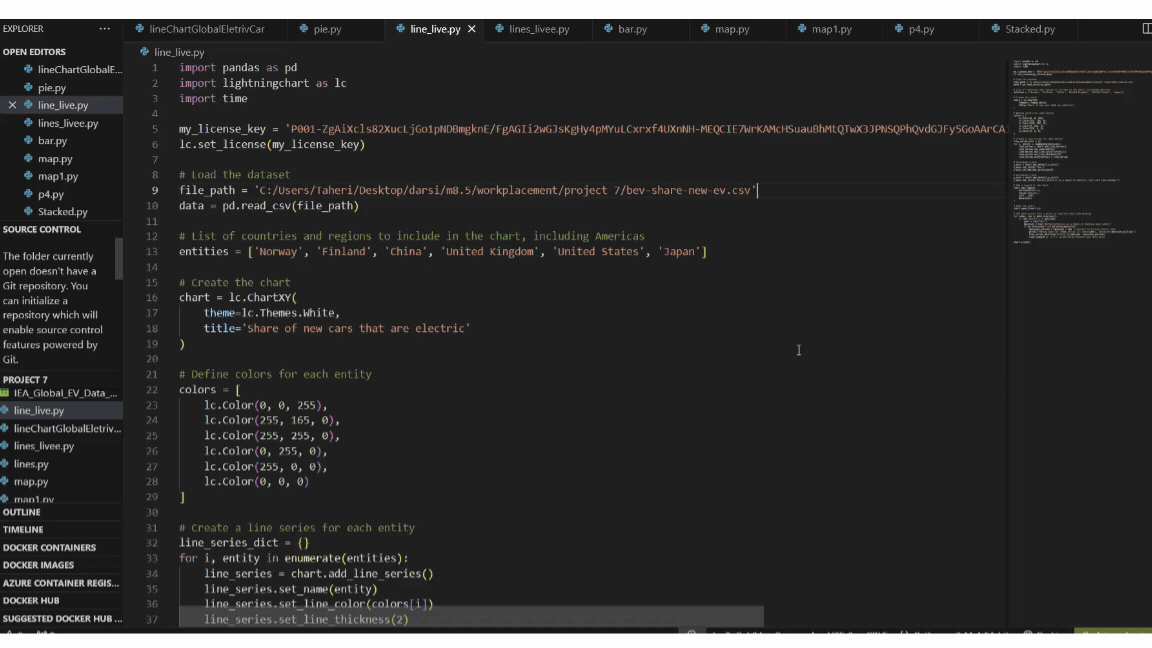 EXPLORER
···
lineChartGlobalEletrivCar
pie.py
line_live.py
lines_livee.py
bar.py
map.py
map1.py
p4.py
Stacked.py
OPEN EDITORS
lineChartGlobalE...
pie.py
line_live.py
lines_livee.py
bar.py
map.py
map1.py
p4.py
Stacked.py
SOURCE CONTROL
The folder currently
open doesn't have a
Git repository. You
can initialize a
repository which will
enable source control
features powered by
Git.
PROJECT 7
IEA_Global_EV_Data_...
line_live.py
lineChartGlobalEletriv...
lines_livee.py
lines.py
map.py
map1.py
OUTLINE
TIMELINE
DOCKER CONTAINERS
DOCKER IMAGES
AZURE CONTAINER REGIS...
DOCKER HUB
SUGGESTED DOCKER HUB ...
line_live.py
1 import pandas as pd
2 import lightningchart as lc
3 import time
4
5 my_license_key = 'P001-
6 lc.set_license(my_license_key)
7
8 # Load the dataset
9 file_path = 'C:/Users/Taheri/Desktop/darsi/m8.5/workplacement/project 7/bev-share-new-ev.csv'
10 data = pd.read_csv(file_path)
11
12 # List of countries and regions to include in the chart, including Americas
13 entities = ['Norway', 'Finland', 'China', 'United Kingdom', 'United States', 'Japan']
14
15 # Create the chart
16 chart = lc.ChartXY(
17 theme=lc.Themes.White,
18 title='Share of new cars that are electric'
19 )
20
21 # Define colors for each entity
22 colors = [
23 lc.Color(0, 0, 255),
24 lc.Color(255, 165, 0),
25 lc.Color(255, 255, 0),
26 lc.Color(0, 255, 0),
27 lc.Color(255, 0, 0),
28 lc.Color(0, 0, 0)
29 ]
30
31 # Create a line series for each entity
32 line_series_dict = {}
33 for i, entity in enumerate(entities):
34 line_series = chart.add_line_series()
35 line_series.set_name(entity)
36 line_series.set_line_color(colors[i])
37 line_series.set_line_thickness(2)